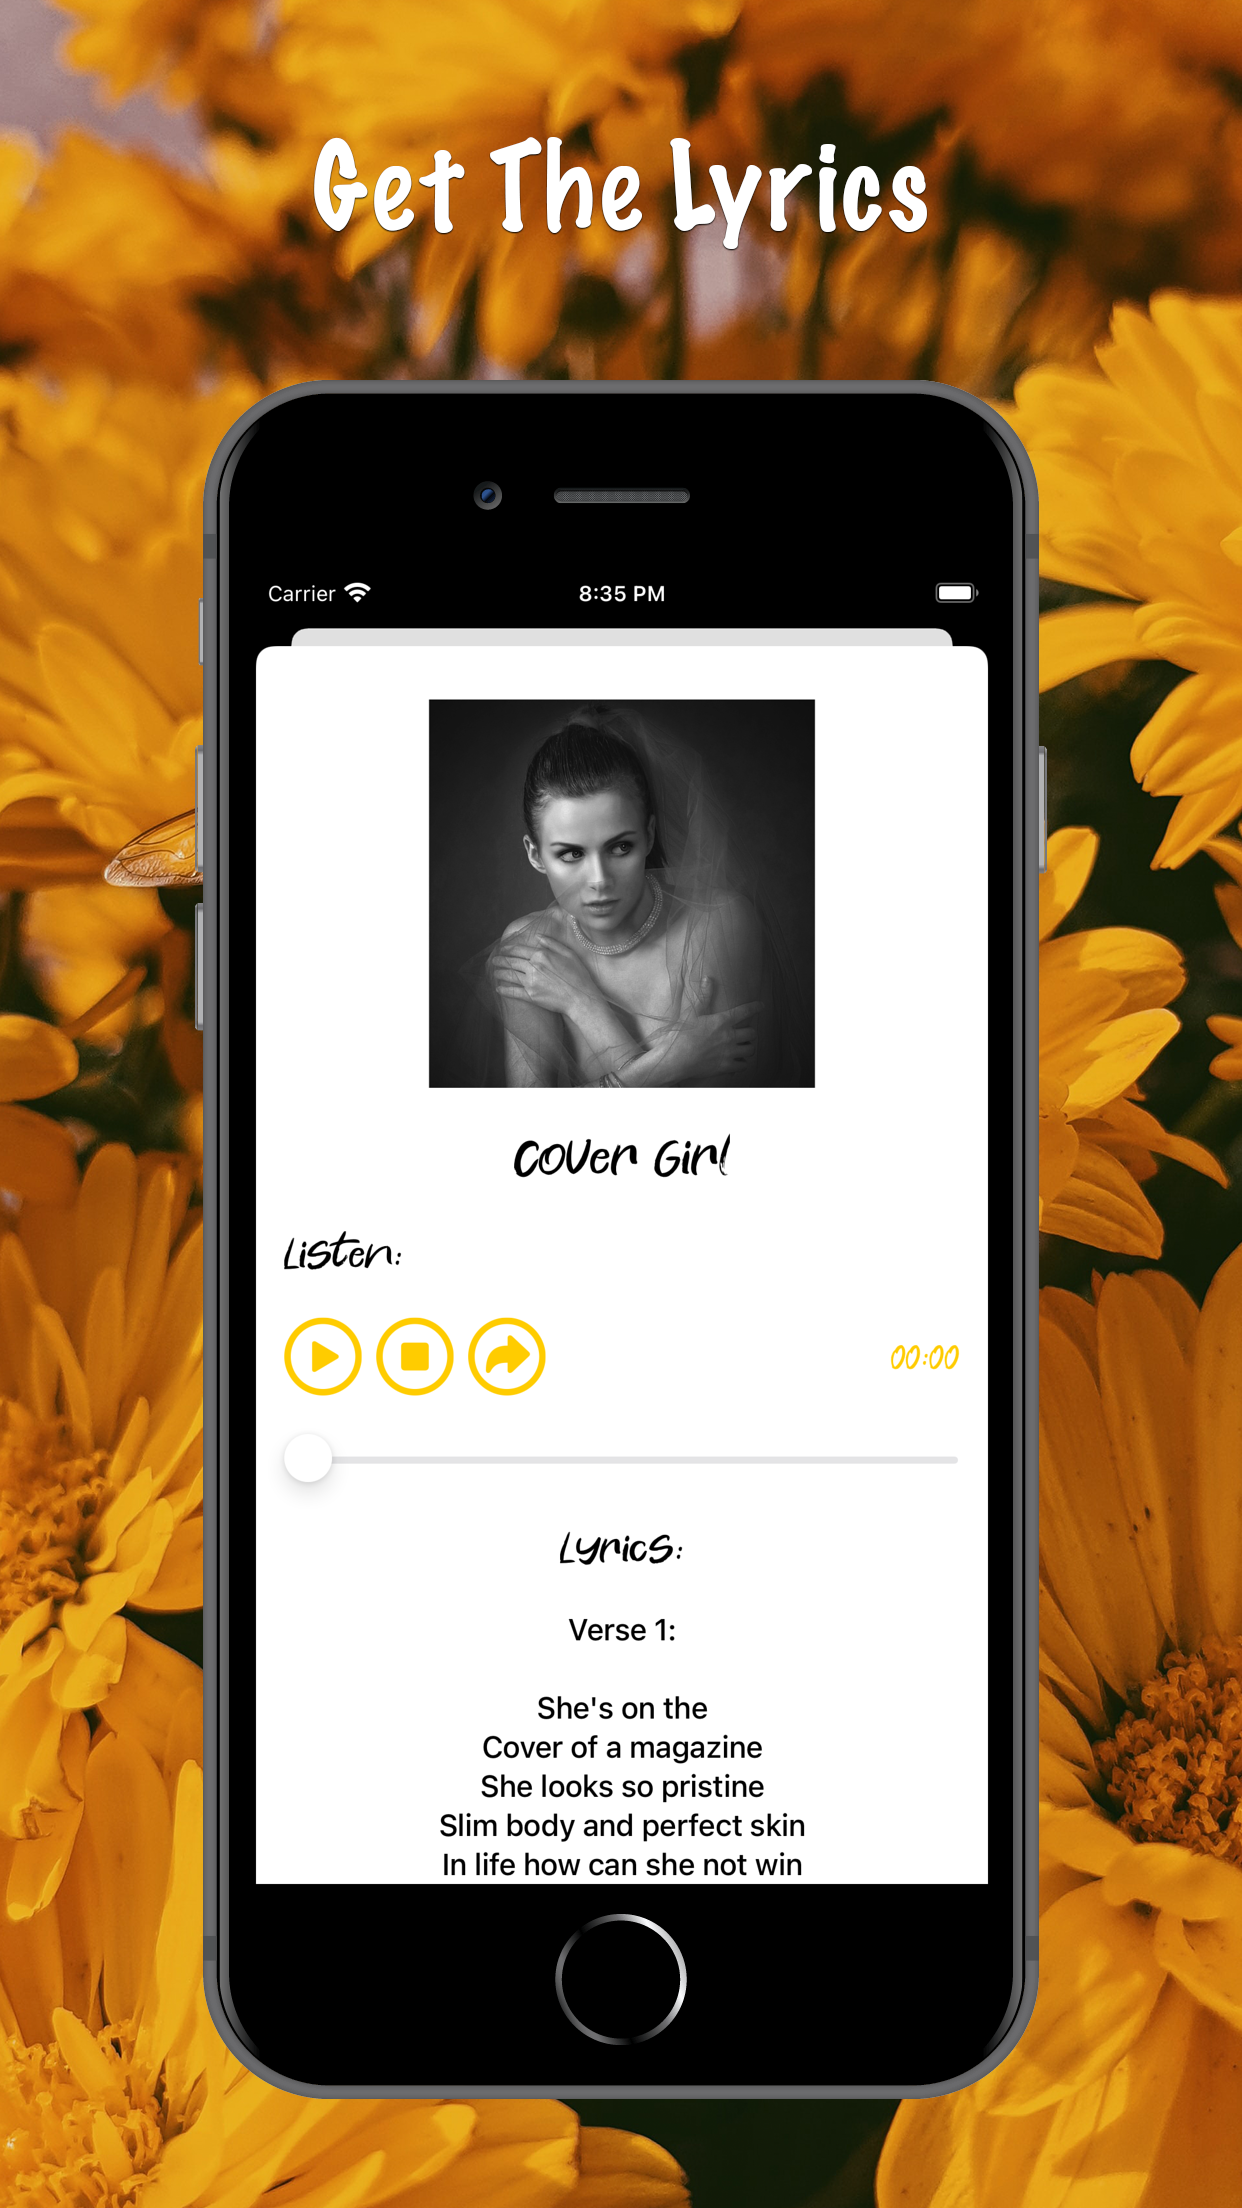 Get The Lyrics
Carrier 8:35 PM
Cover Girl
Listen:
00:00
Lyrics:
Verse 1:
She's on the
Cover of a magazine
She looks so pristine
Slim body and perfect skin
In life how can she not win